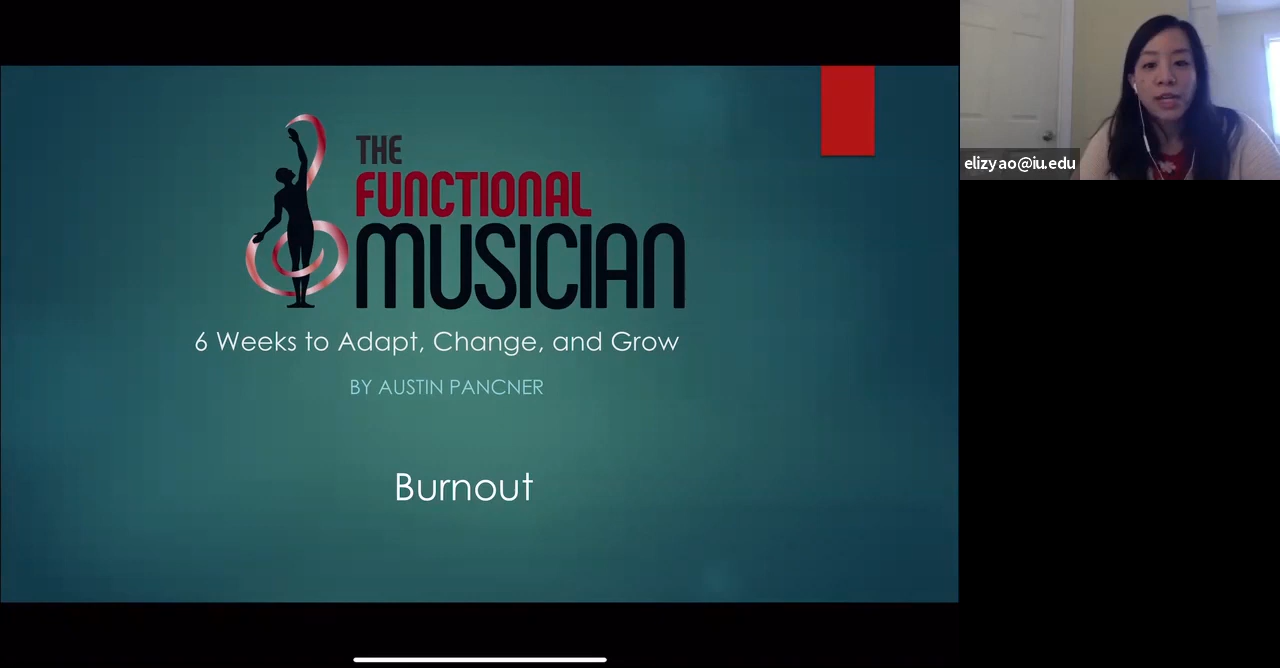 THE
FUNCTIONAL
MUSICIAN
6 Weeks to Adapt, Change, and Grow
BY AUSTIN PANCNER
Burnout
elizyao@iu.edu